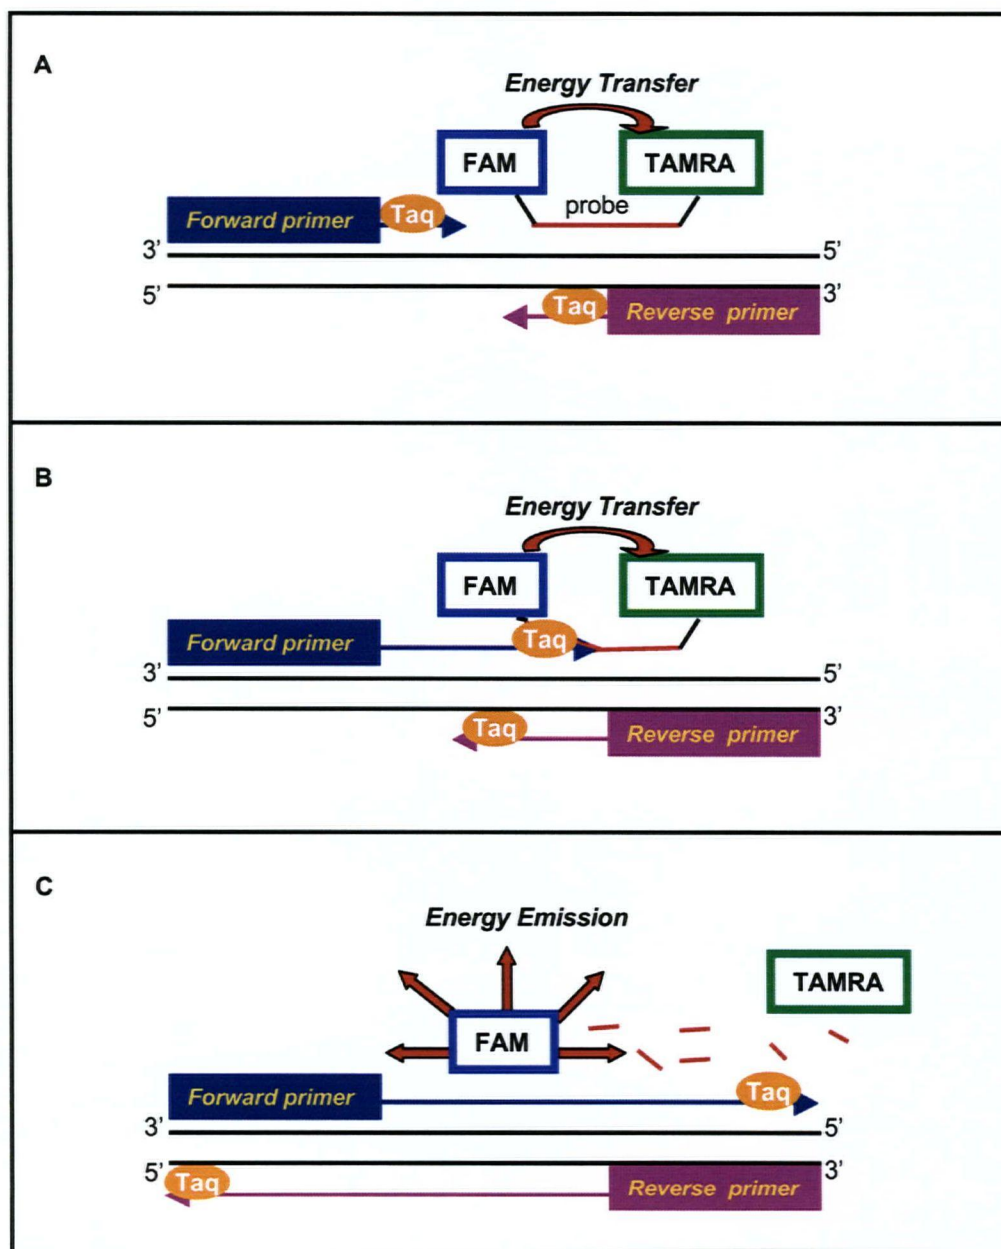 A
Energy Transfer
FAM
TAMRA
probe
Forward primer
Taq
3’
5’
5’
3’
Taq
Reverse primer
B
Energy Transfer
FAM
TAMRA
Forward primer
Taq
3’
5’
5’
3’
Taq
Reverse primer
C
Energy Emission
TAMRA
FAM
Forward primer
Taq
3’
5’
5’
3’
Taq
Reverse primer